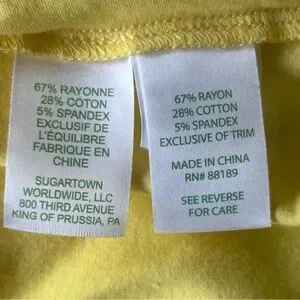 67% RAYONNE
28% COTON
5% SPANDEX
EXCLUSIF DE
L'ÉQUILIBRE
FABRIQUE EN
CHINE
SUGARTOWN
WORLDWIDE, LLC
800 THIRD AVENUE
KING OF PRUSSIA, PA
67% RAYON
28% COTTON
5% SPANDEX
EXCLUSIVE OF TRIM
MADE IN CHINA
RN# 88189
SEE REVERSE
FOR CARE